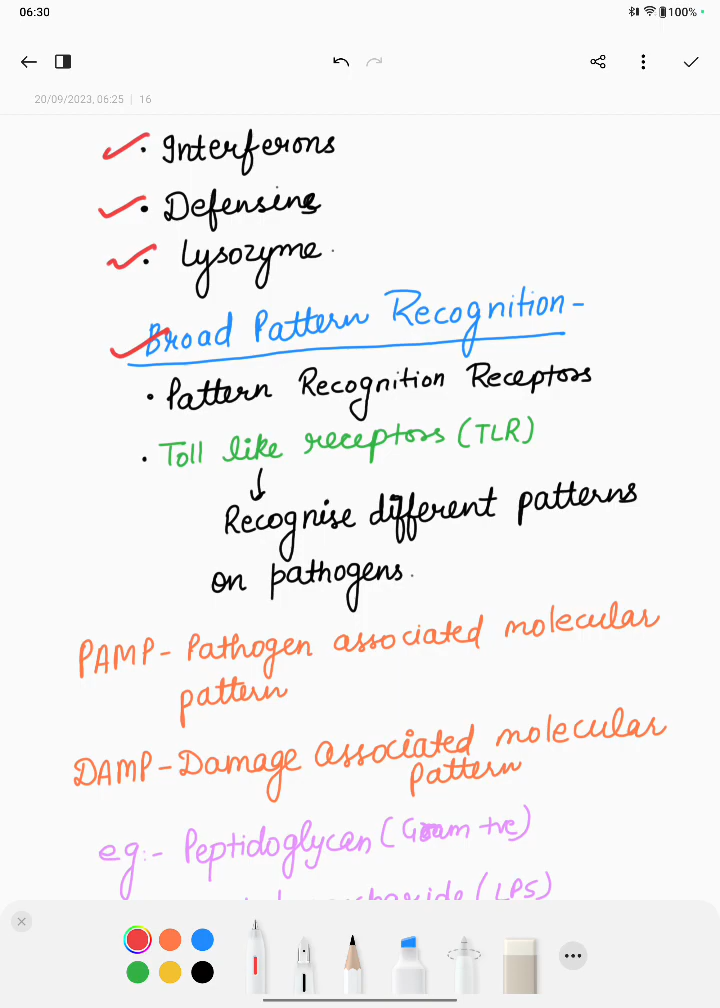 06:30
100%
20/09/2023, 06:25 | 16
· Interferons
· Defensins
· Lysozyme.
Broad Pattern Recognition-
· Pattern Recognition Receptors
· Toll like receptors (TLR)
↓
Recognise different patterns
on pathogens.
PAMP- Pathogen associated molecular
pattern
DAMP- Damage associated molecular
pattern
eg:- Peptidoglycan (Gram +ve)
(LPS)